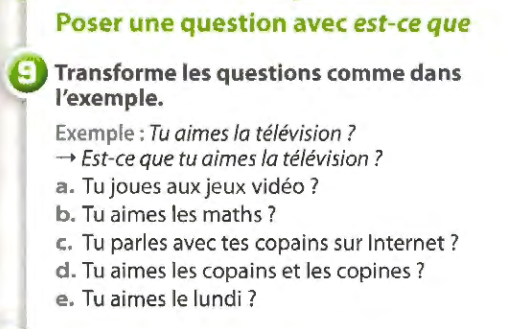 Poser une question avec est-ce que
9 Transforme les questions comme dans
l'exemple.
Exemple : Tu aimes la télévision ?
→ Est-ce que tu aimes la télévision ?
a. Tu joues aux jeux vidéo ?
b. Tu aimes les maths ?
c. Tu parles avec tes copains sur Internet ?
d. Tu aimes les copains et les copines ?
e. Tu aimes le lundi ?